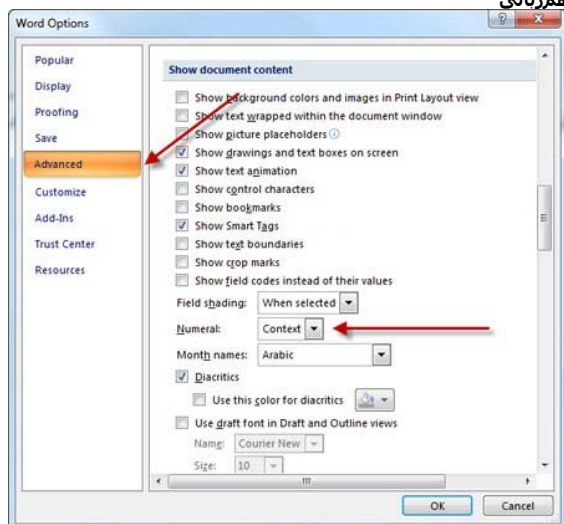 همزبانی
Word Options
Popular
Display
Proofing
Save
Advanced
Customize
Add-Ins
Trust Center
Resources
Show document content
Show background colors and images in Print Layout view
Show text wrapped within the document window
Show picture placeholders
Show drawings and text boxes on screen
Show text animation
Show control characters
Show bookmarks
Show Smart Tags
Show text boundaries
Show crop marks
Show field codes instead of their values
Field shading: When selected
Numeral: Context
Month names: Arabic
Diacritics
Use this color for diacritics
Use draft font in Draft and Outline views
Name: Courier New
Size: 10
OK Cancel